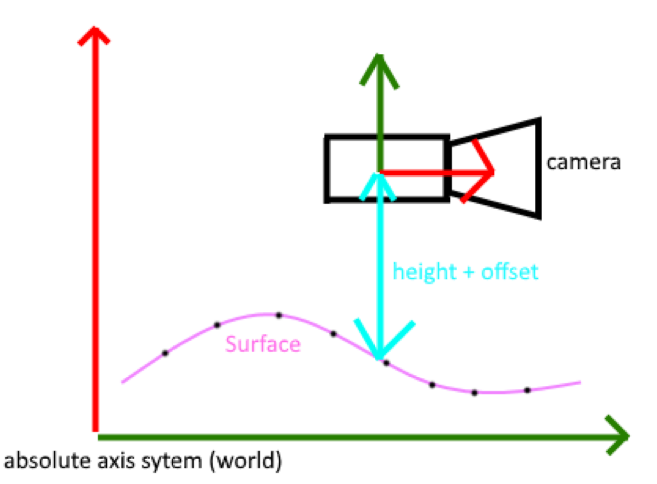 camera
height + offset
Surface
absolute axis sytem (world)